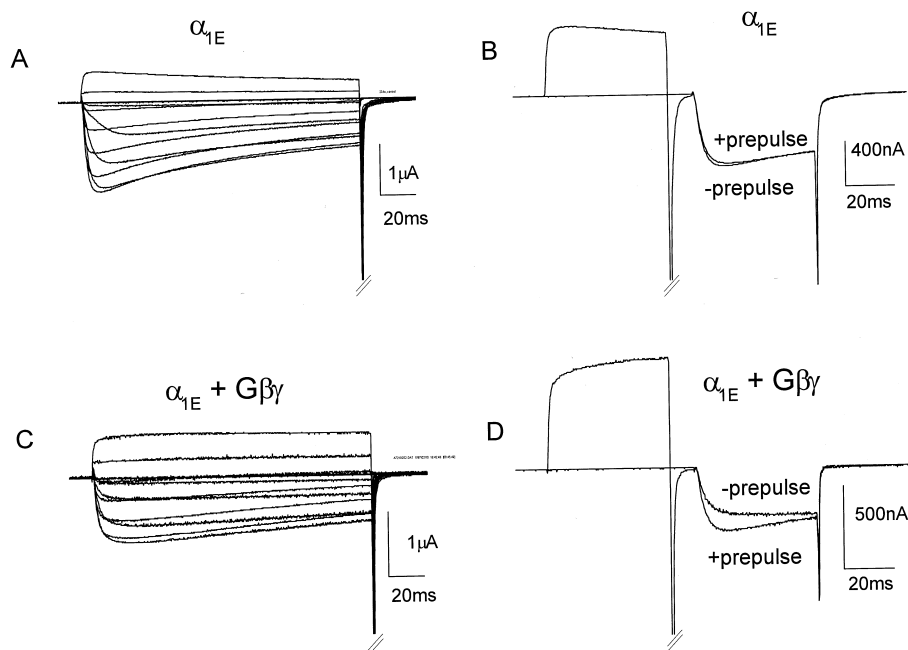 α1E
A
1μA
20ms
B
α1E
+prepulse
-prepulse
400nA
20ms
C
α1E + Gβγ
1μA
20ms
D
α1E + Gβγ
-prepulse
+prepulse
500nA
20ms